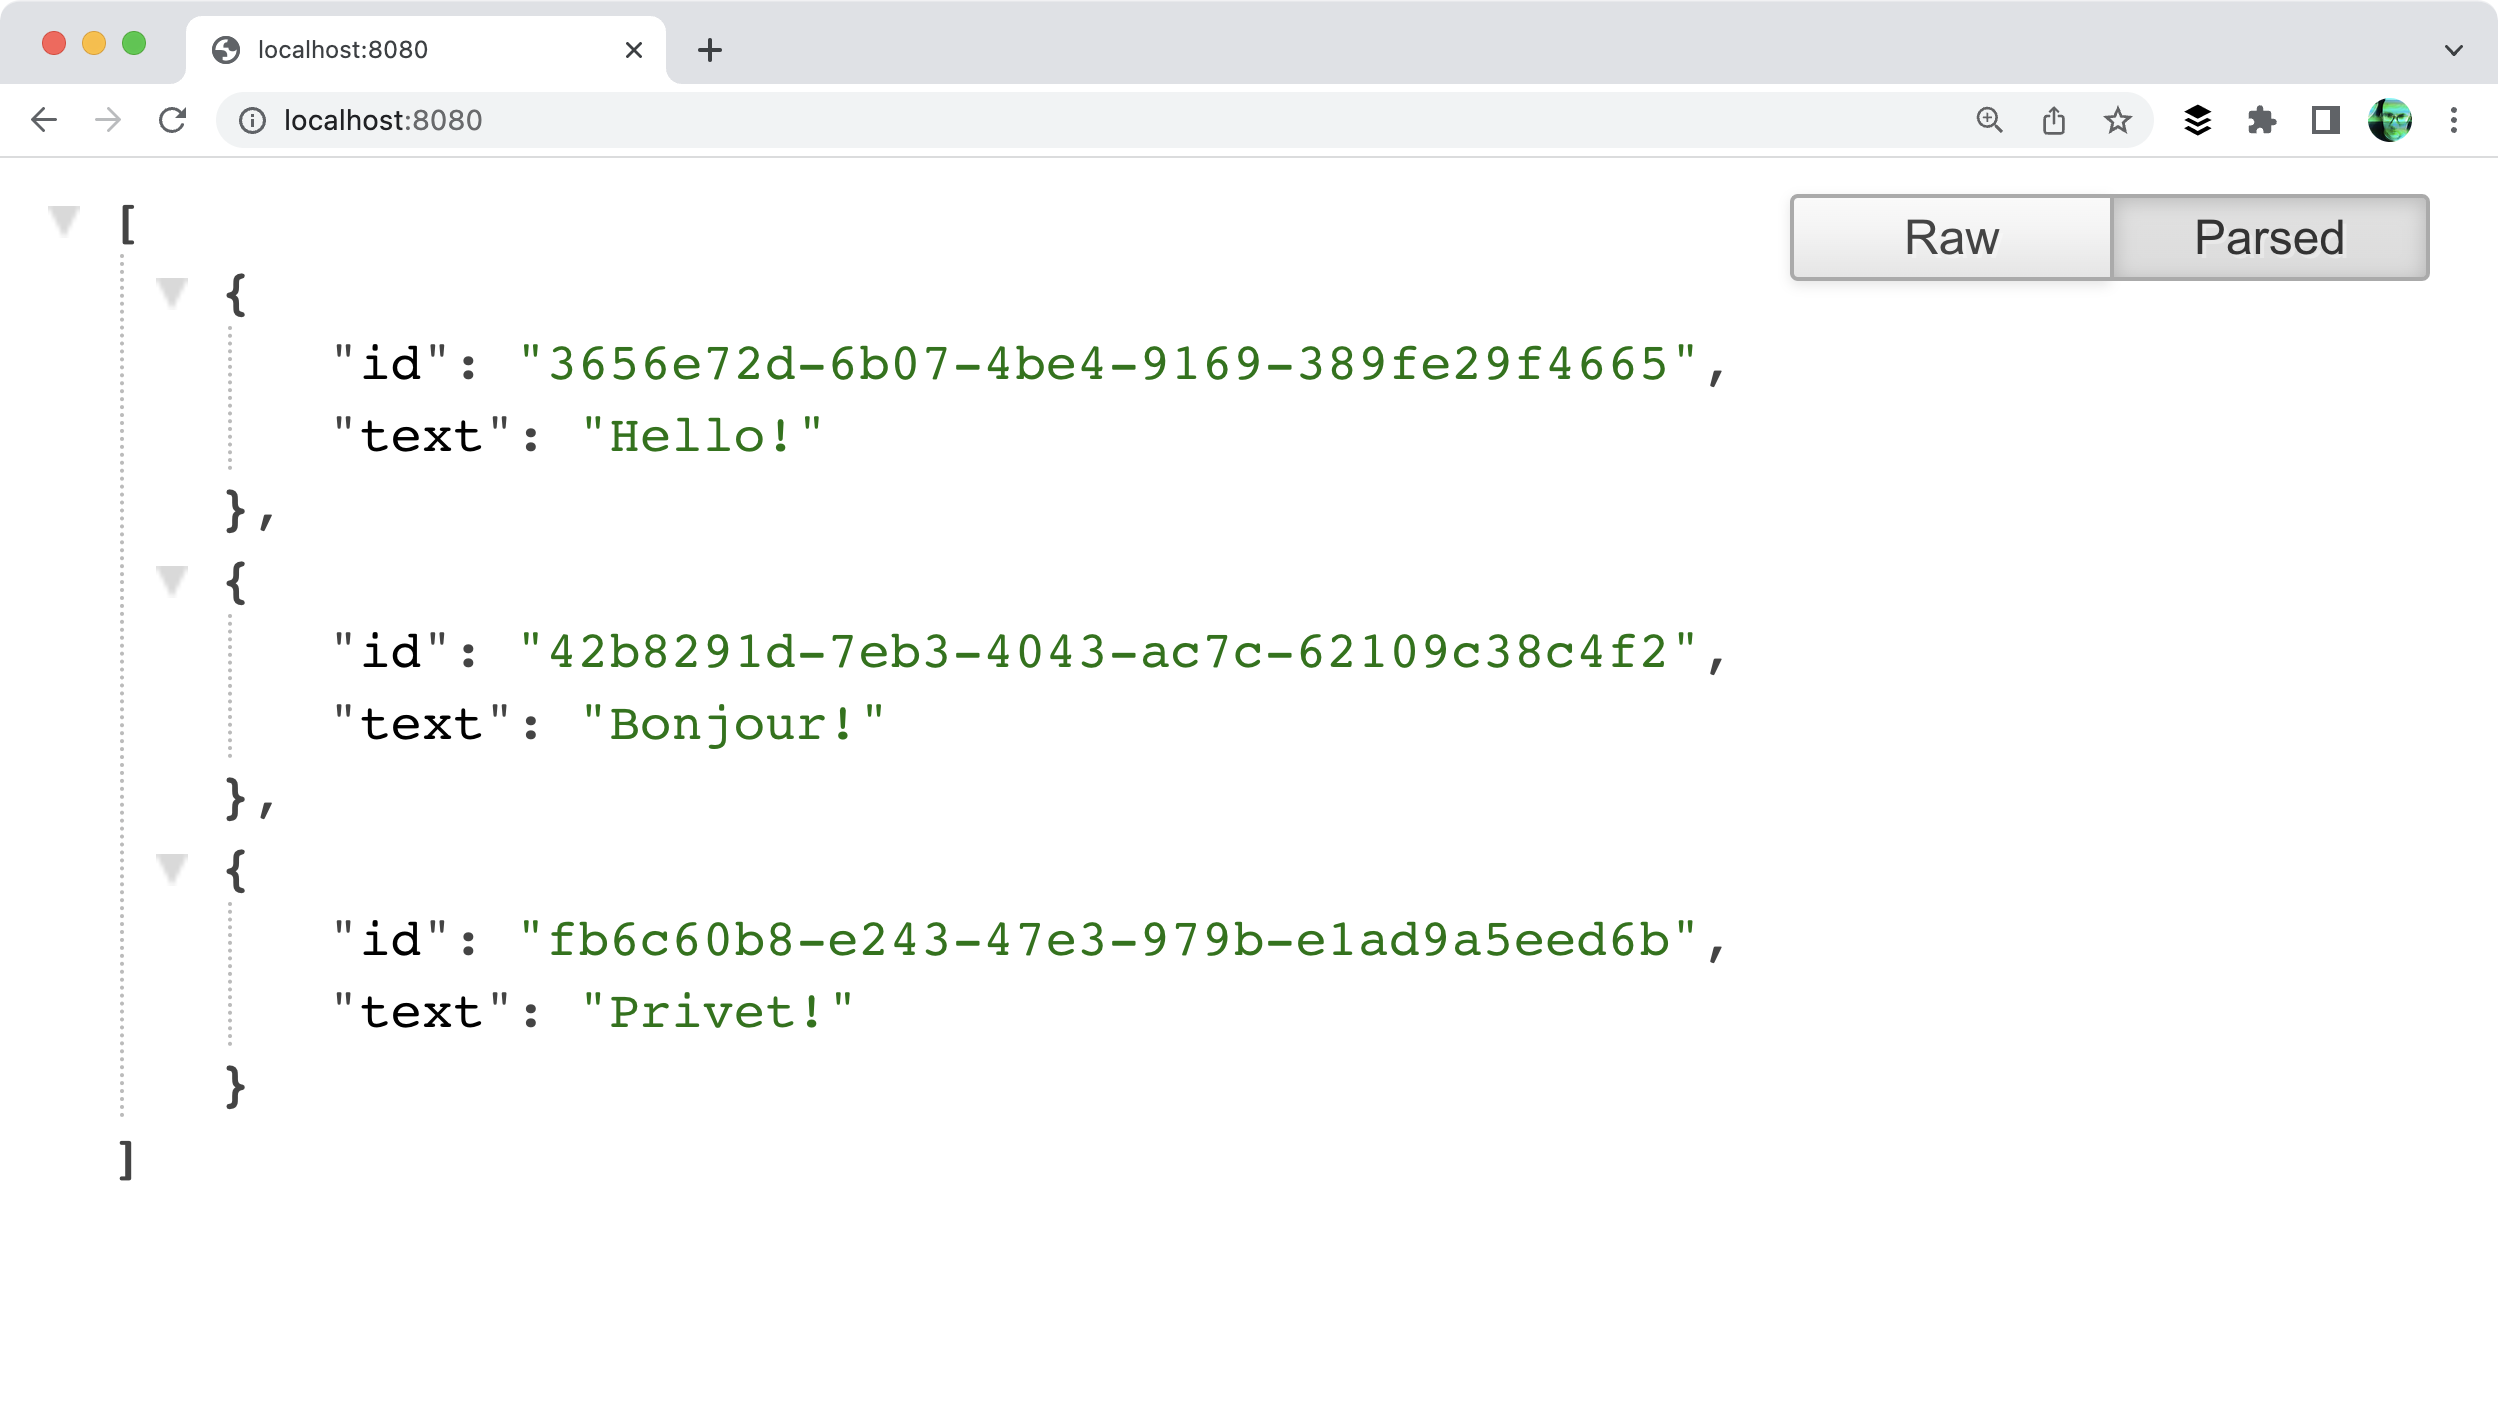 localhost:8080
localhost:8080
Raw Parsed
[
{
"id": "3656e72d-6b07-4be4-9169-389fe29f4665",
"text": "Hello!"
},
{
"id": "42b8291d-7eb3-4043-ac7c-62109c38c4f2",
"text": "Bonjour!"
},
{
"id": "fb6c60b8-e243-47e3-979b-e1ad9a5eed6b",
"text": "Privet!"
}
]